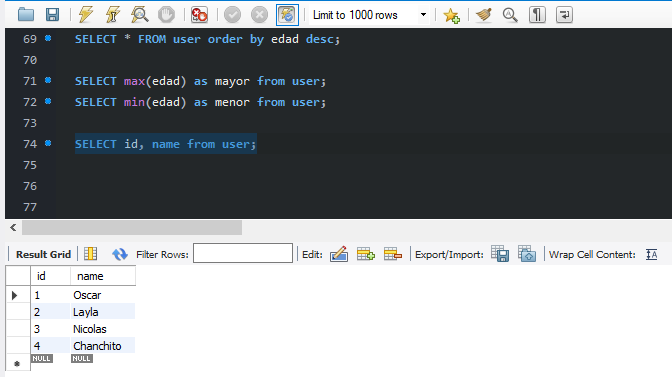 Limit to 1000 rows
69 SELECT * FROM user order by edad desc;
70
71 SELECT max(edad) as mayor from user;
72 SELECT min(edad) as menor from user;
73
74 SELECT id, name from user;
75
76
77
Result Grid Filter Rows: Edit: Export/Import: Wrap Cell Content: IA
id name
1 Oscar
2 Layla
3 Nicolas
4 Chanchito
NULL NULL